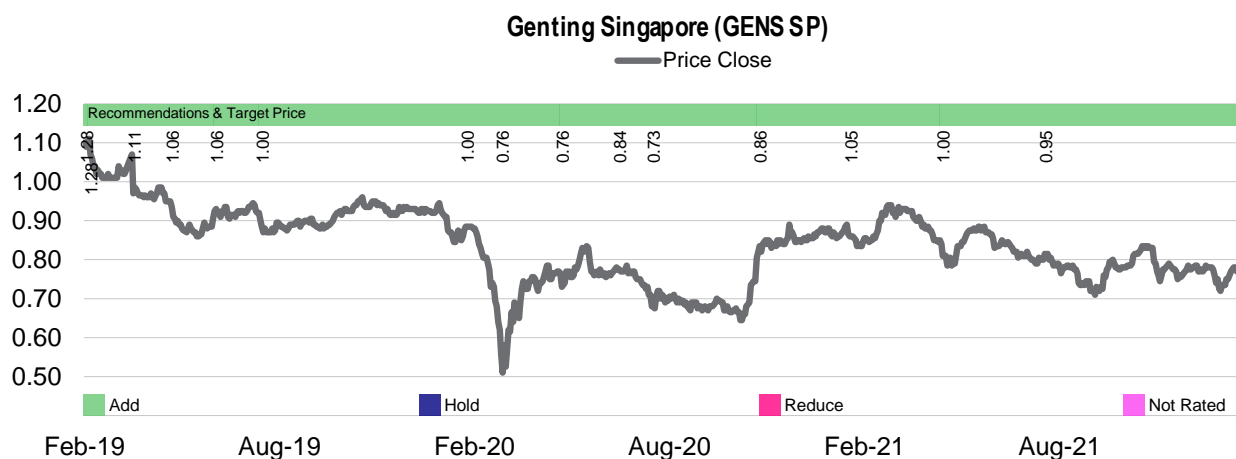 Genting Singapore (GENS SP)
Price Close
1.20
Recommendations & Target Price
1.10
1.28
1.28
1.11
1.06
1.06
1.00
1.00
0.76
0.76
0.84
0.73
0.86
1.05
1.00
0.95
1.00
0.90
0.80
0.70
0.60
0.50
Add
Hold
Reduce
Not Rated
Feb-19
Aug-19
Feb-20
Aug-20
Feb-21
Aug-21